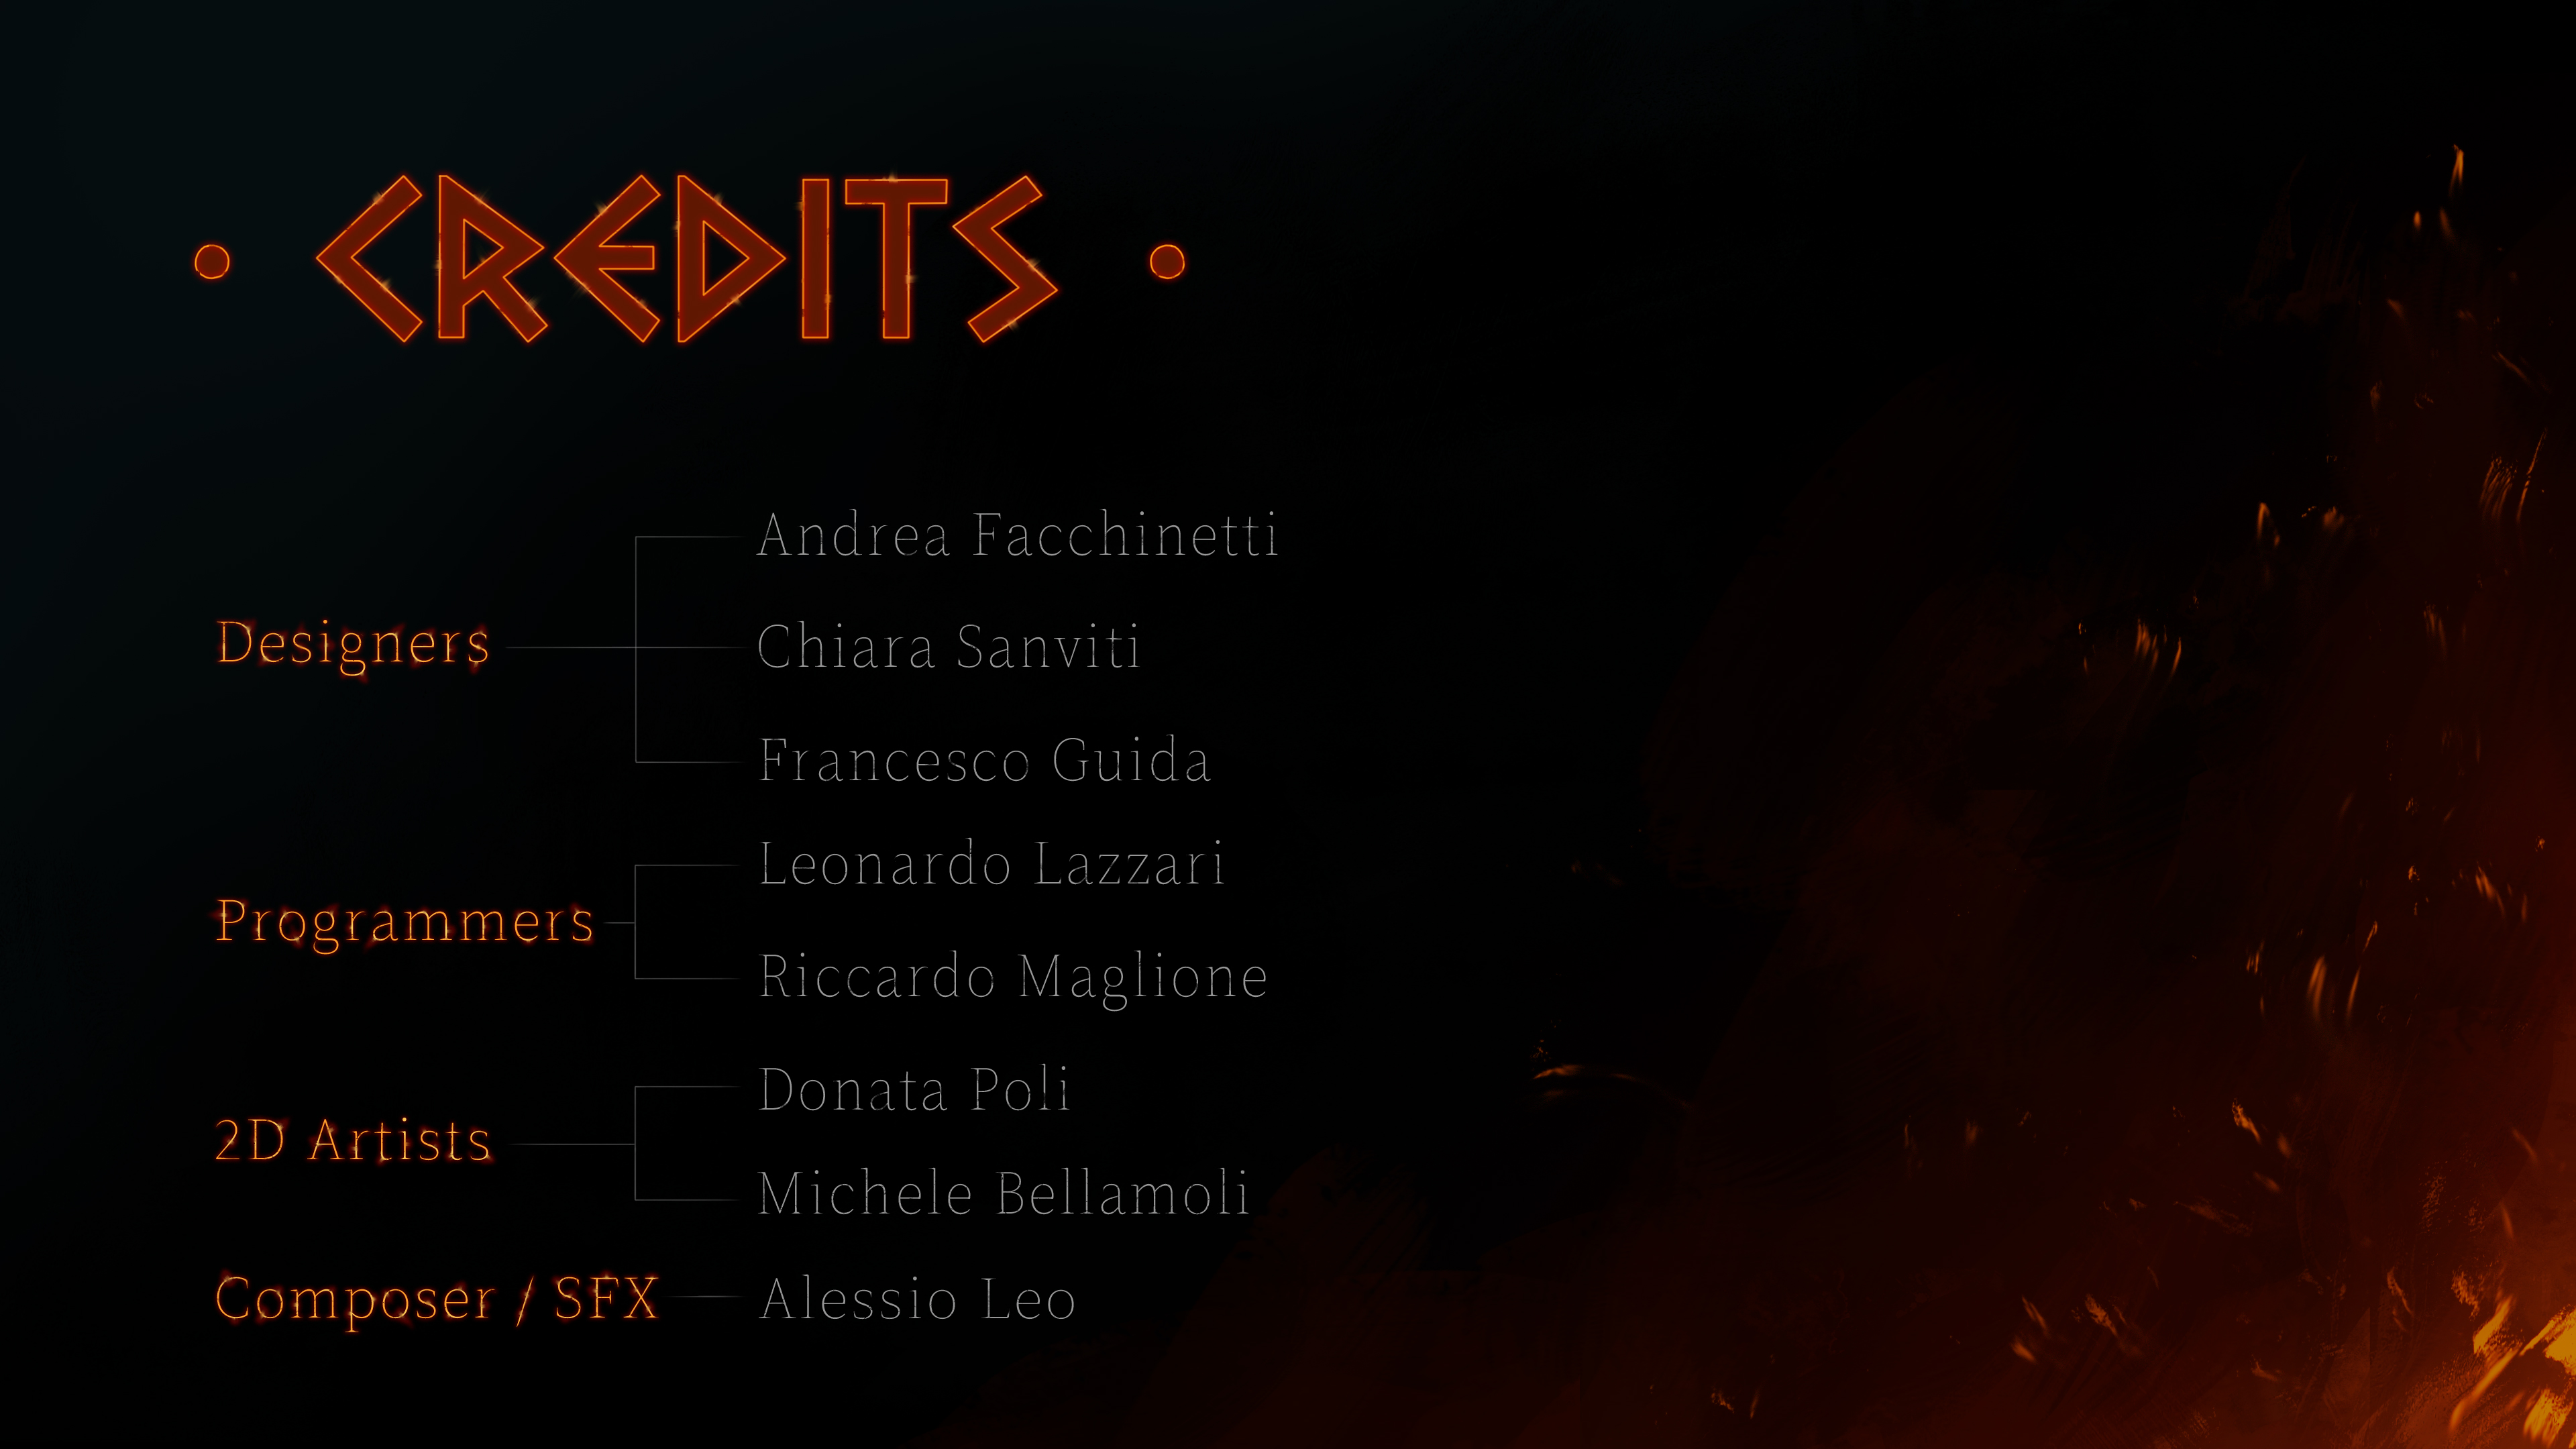 • CREDITS •
Designers
Andrea Facchinetti
Chiara Sanviti
Francesco Guida
Programmers
Leonardo Lazzari
Riccardo Maglione
2D Artists
Donata Poli
Michele Bellamoli
Composer / SFX
Alessio Leo